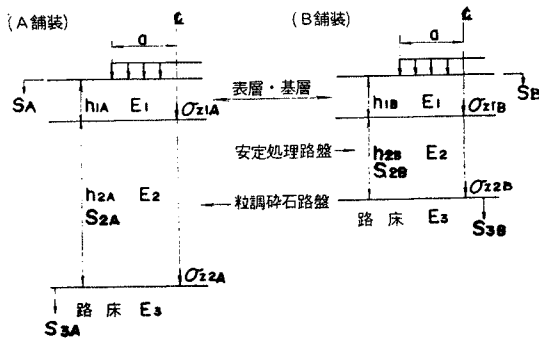 (A舗装)
(B舗装)
℄
℄
a
a
SA
SB
h1A E1
h1B E1
表層・基層
σz1A
σz1B
安定処理路盤
h2B E2
S2B
h2A E2
S2A
粒調砕石路盤
σz2B
路床 E3
S3B
σz2A
路床 E3
S3A